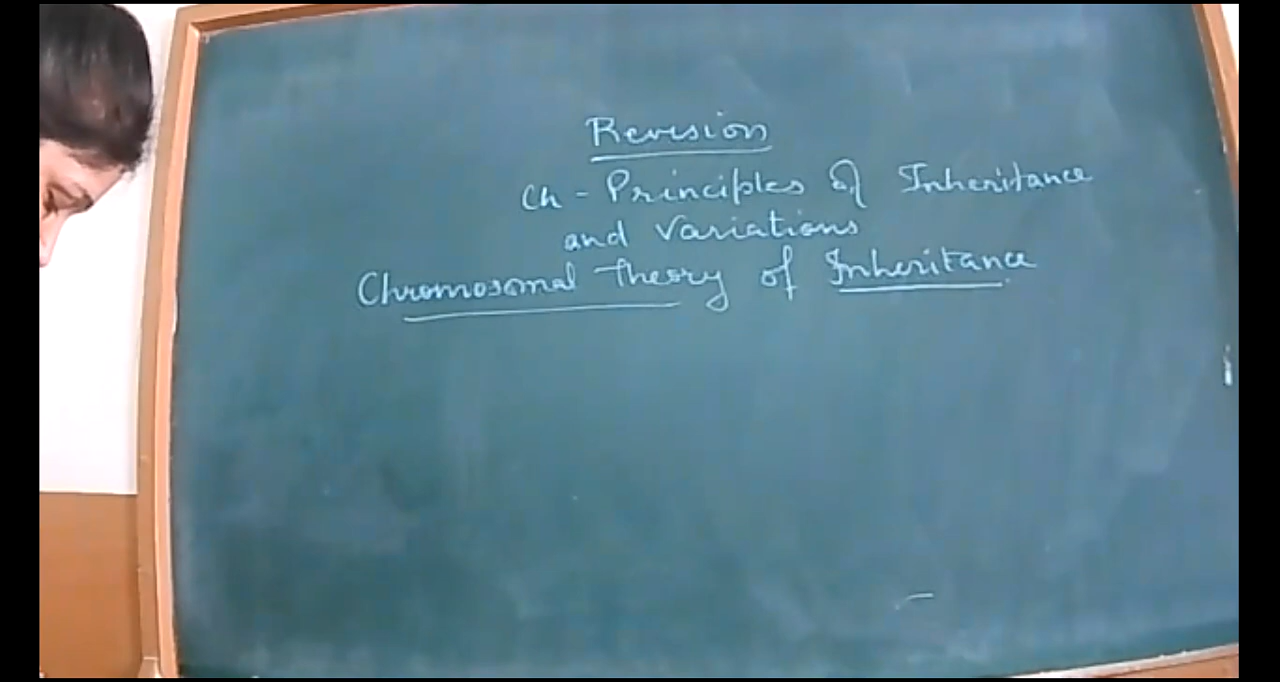 Revision
Ch - Principles of Inheritance
and Variations
Chromosomal Theory of Inheritance